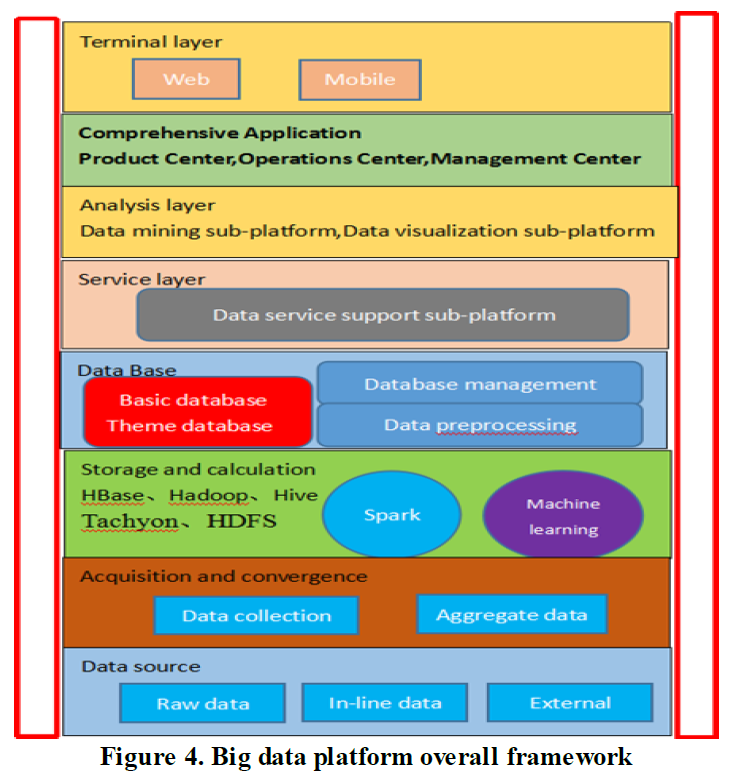 Terminal layer
Web
Mobile
Comprehensive Application
Product Center,Operations Center,Management Center
Analysis layer
Data mining sub-platform,Data visualization sub-platform
Service layer
Data service support sub-platform
Data Base
Basic database
Theme database
Database management
Data preprocessing
Storage and calculation
HBase、Hadoop、Hive
Tachyon、HDFS
Spark
Machine
learning
Acquisition and convergence
Data collection
Aggregate data
Data source
Raw data
In-line data
External
Figure 4. Big data platform overall framework